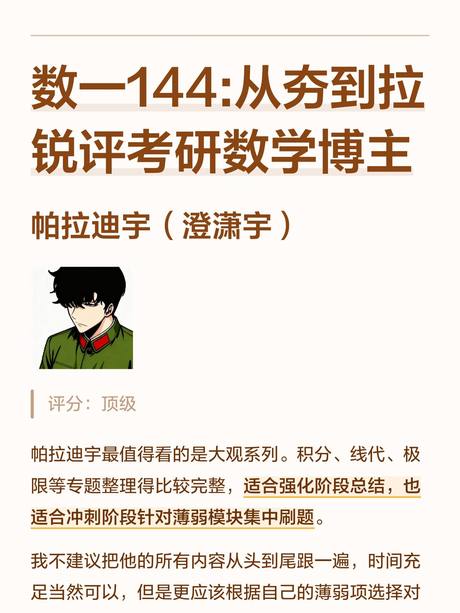 数一144:从夯到拉
锐评考研数学博主
帕拉迪宇（澄潇宇）
评分：顶级
帕拉迪宇最值得看的是大观系列。积分、线代、极
限等专题整理得比较完整，适合强化阶段总结，也
适合冲刺阶段针对薄弱模块集中刷题。
我不建议把他的所有内容从头到尾跟一遍，时间充
足当然可以，但是更应该根据自己的薄弱项选择对